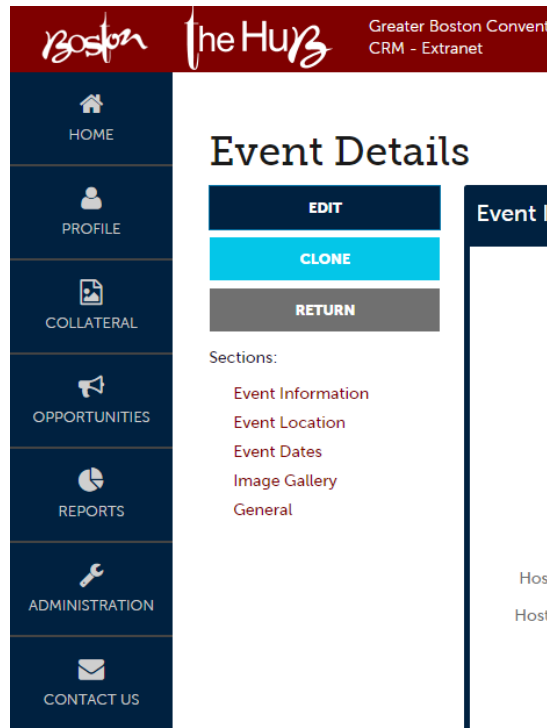 Boston
the Hub
Greater Boston Convent
CRM - Extranet
HOME
PROFILE
COLLATERAL
OPPORTUNITIES
REPORTS
ADMINISTRATION
CONTACT US
Event Details
EDIT
CLONE
RETURN
Sections:
Event Information
Event Location
Event Dates
Image Gallery
General
Event
Hos
Host